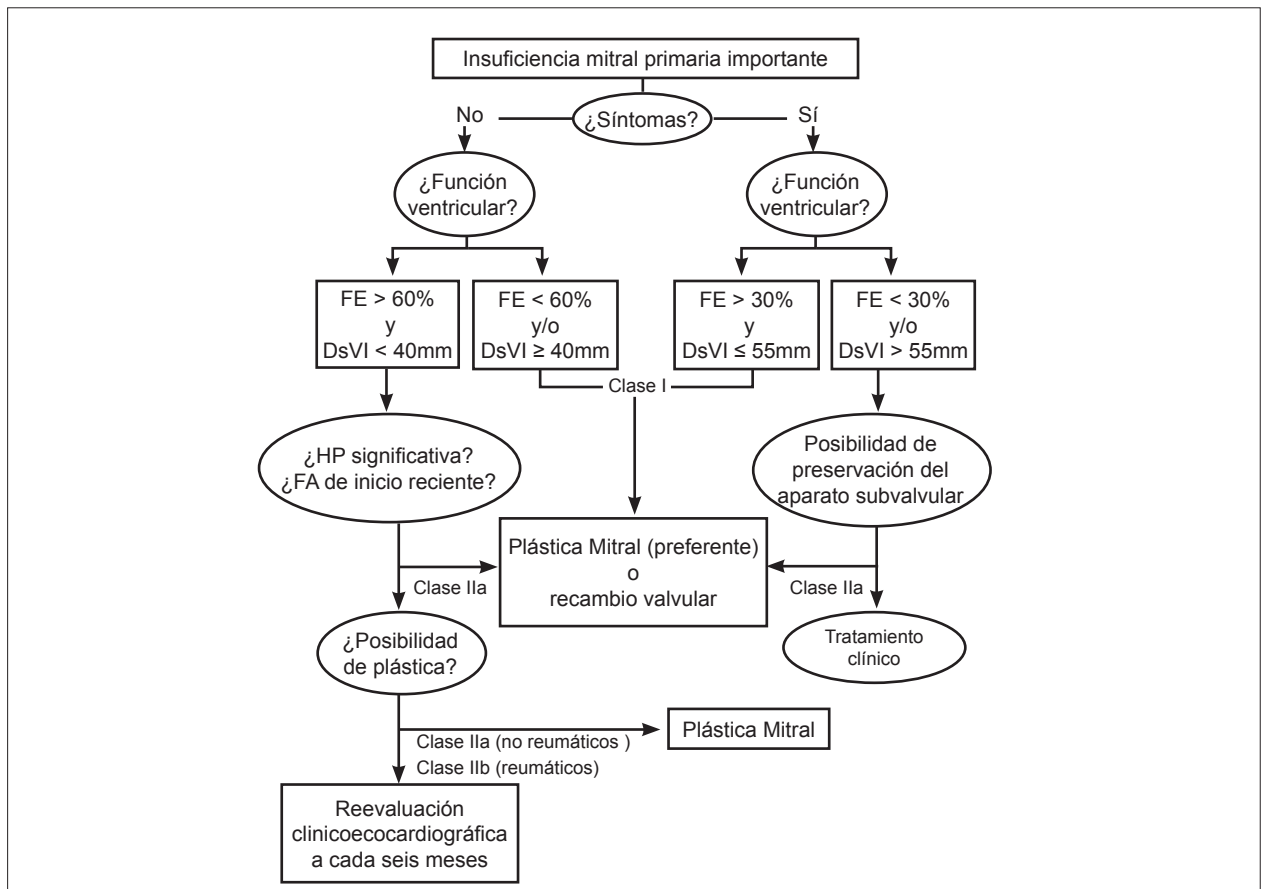 Insuficiencia mitral primaria importante
No
¿Síntomas?
Sí
¿Función
ventricular?
¿Función
ventricular?
FE > 60%
y
DsVI < 40mm
FE < 60%
y/o
DsVI ≥ 40mm
FE > 30%
y
DsVI ≤ 55mm
FE < 30%
y/o
DsVI > 55mm
Clase I
¿HP significativa?
¿FA de inicio reciente?
Posibilidad de
preservación del
aparato subvalvular
Plástica Mitral (preferente)
o
recambio valvular
Clase IIa
Clase IIa
¿Posibilidad
de plástica?
Tratamiento
clínico
Plástica Mitral
Clase IIa (no reumáticos )
Clase IIb (reumáticos)
Reevaluación
clinicoecocardiográfica
a cada seis meses